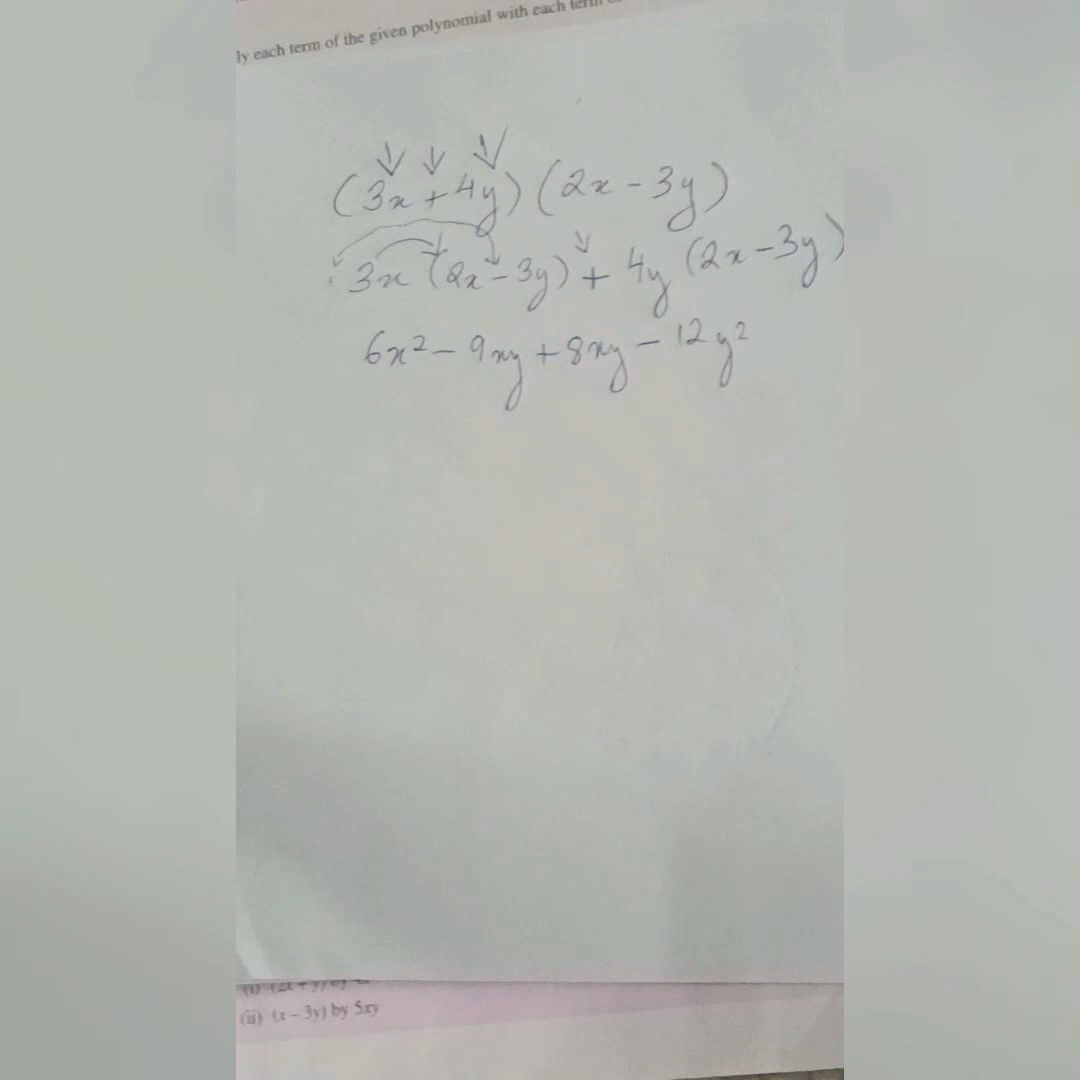 ly each term of the given polynomial with each term
(3x + 4y) (2x - 3y)
3x (2x - 3y) + 4y (2x - 3y)
6x² - 9xy + 8xy - 12y²
(ii) (x – 3y) by 5xy